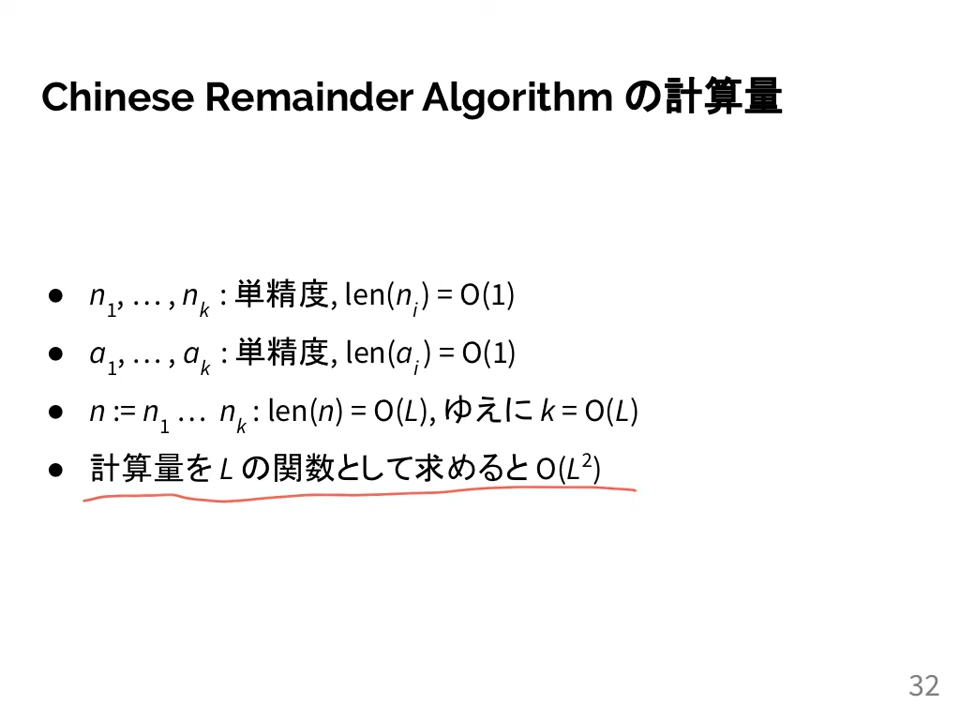 Chinese Remainder Algorithm の計算量
● n1, … , nk : 単精度, len(ni) = O(1)
● a1, … , ak : 単精度, len(ai) = O(1)
● n := n1 … nk : len(n) = O(L), ゆえに k = O(L)
● 計算量を L の関数として求めると O(L²)
32